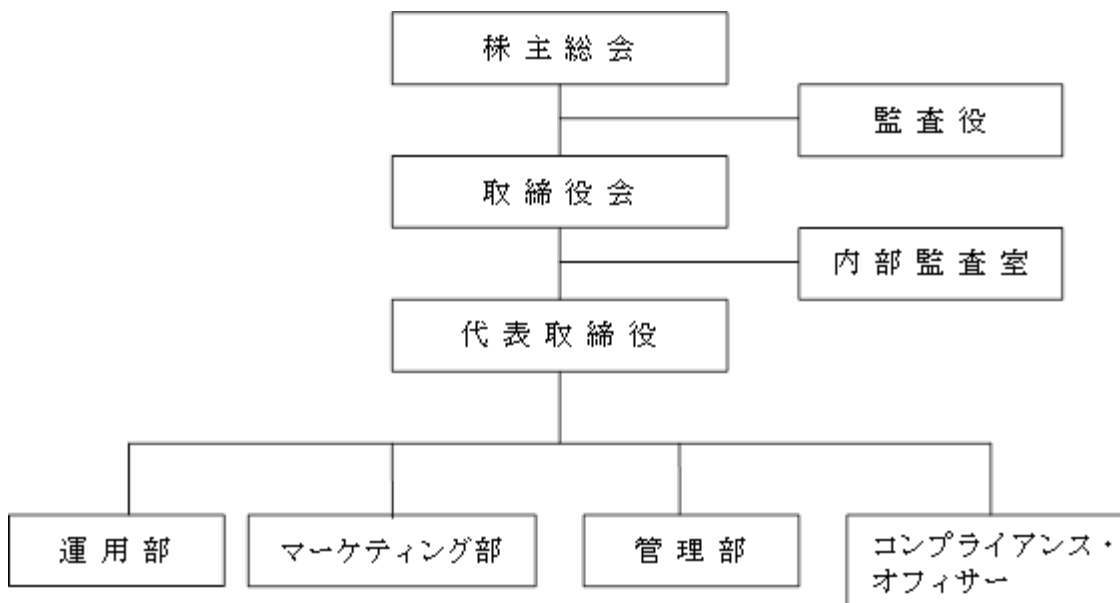 株主総会
監査役
取締役会
内部監査室
代表取締役
運用部
マーケティング部
管理部
コンプライアンス・
オフィサー